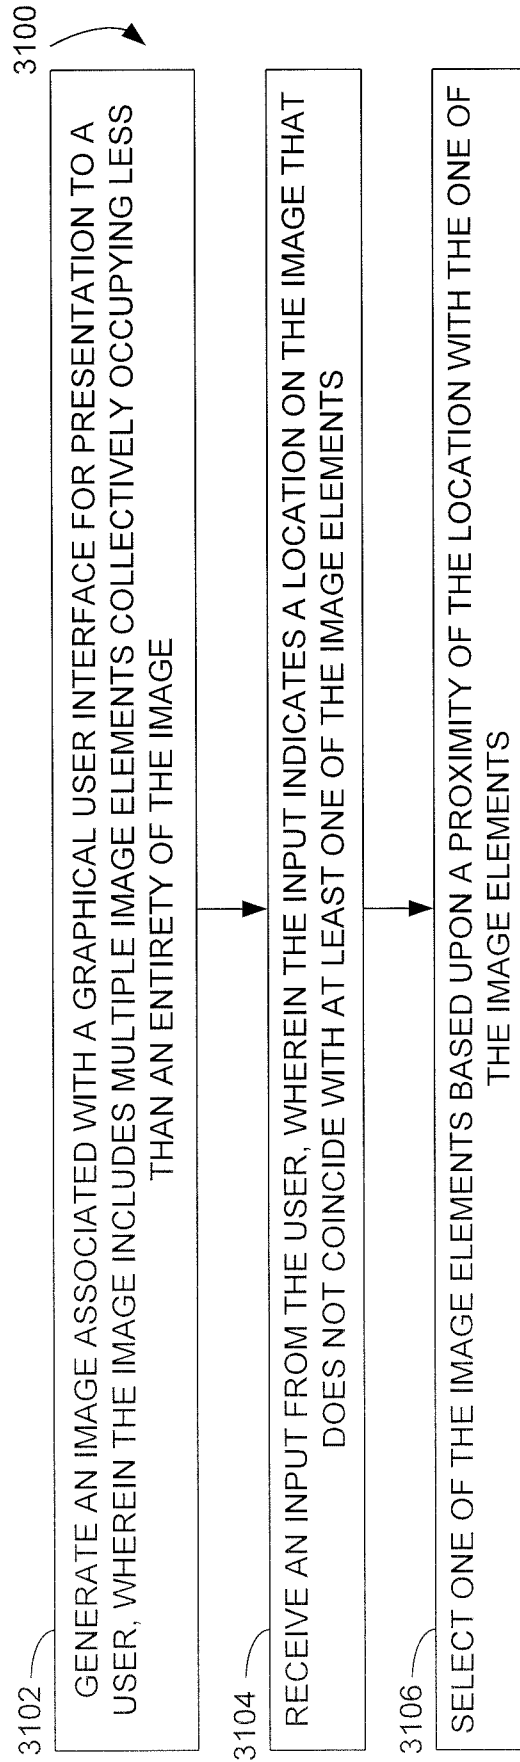 3100
3102
GENERATE AN IMAGE ASSOCIATED WITH A GRAPHICAL USER INTERFACE FOR PRESENTATION TO A
USER, WHEREIN THE IMAGE INCLUDES MULTIPLE IMAGE ELEMENTS COLLECTIVELY OCCUPYING LESS
THAN AN ENTIRETY OF THE IMAGE
3104
RECEIVE AN INPUT FROM THE USER, WHEREIN THE INPUT INDICATES A LOCATION ON THE IMAGE THAT
DOES NOT COINCIDE WITH AT LEAST ONE OF THE IMAGE ELEMENTS
3106
SELECT ONE OF THE IMAGE ELEMENTS BASED UPON A PROXIMITY OF THE LOCATION WITH THE ONE OF
THE IMAGE ELEMENTS